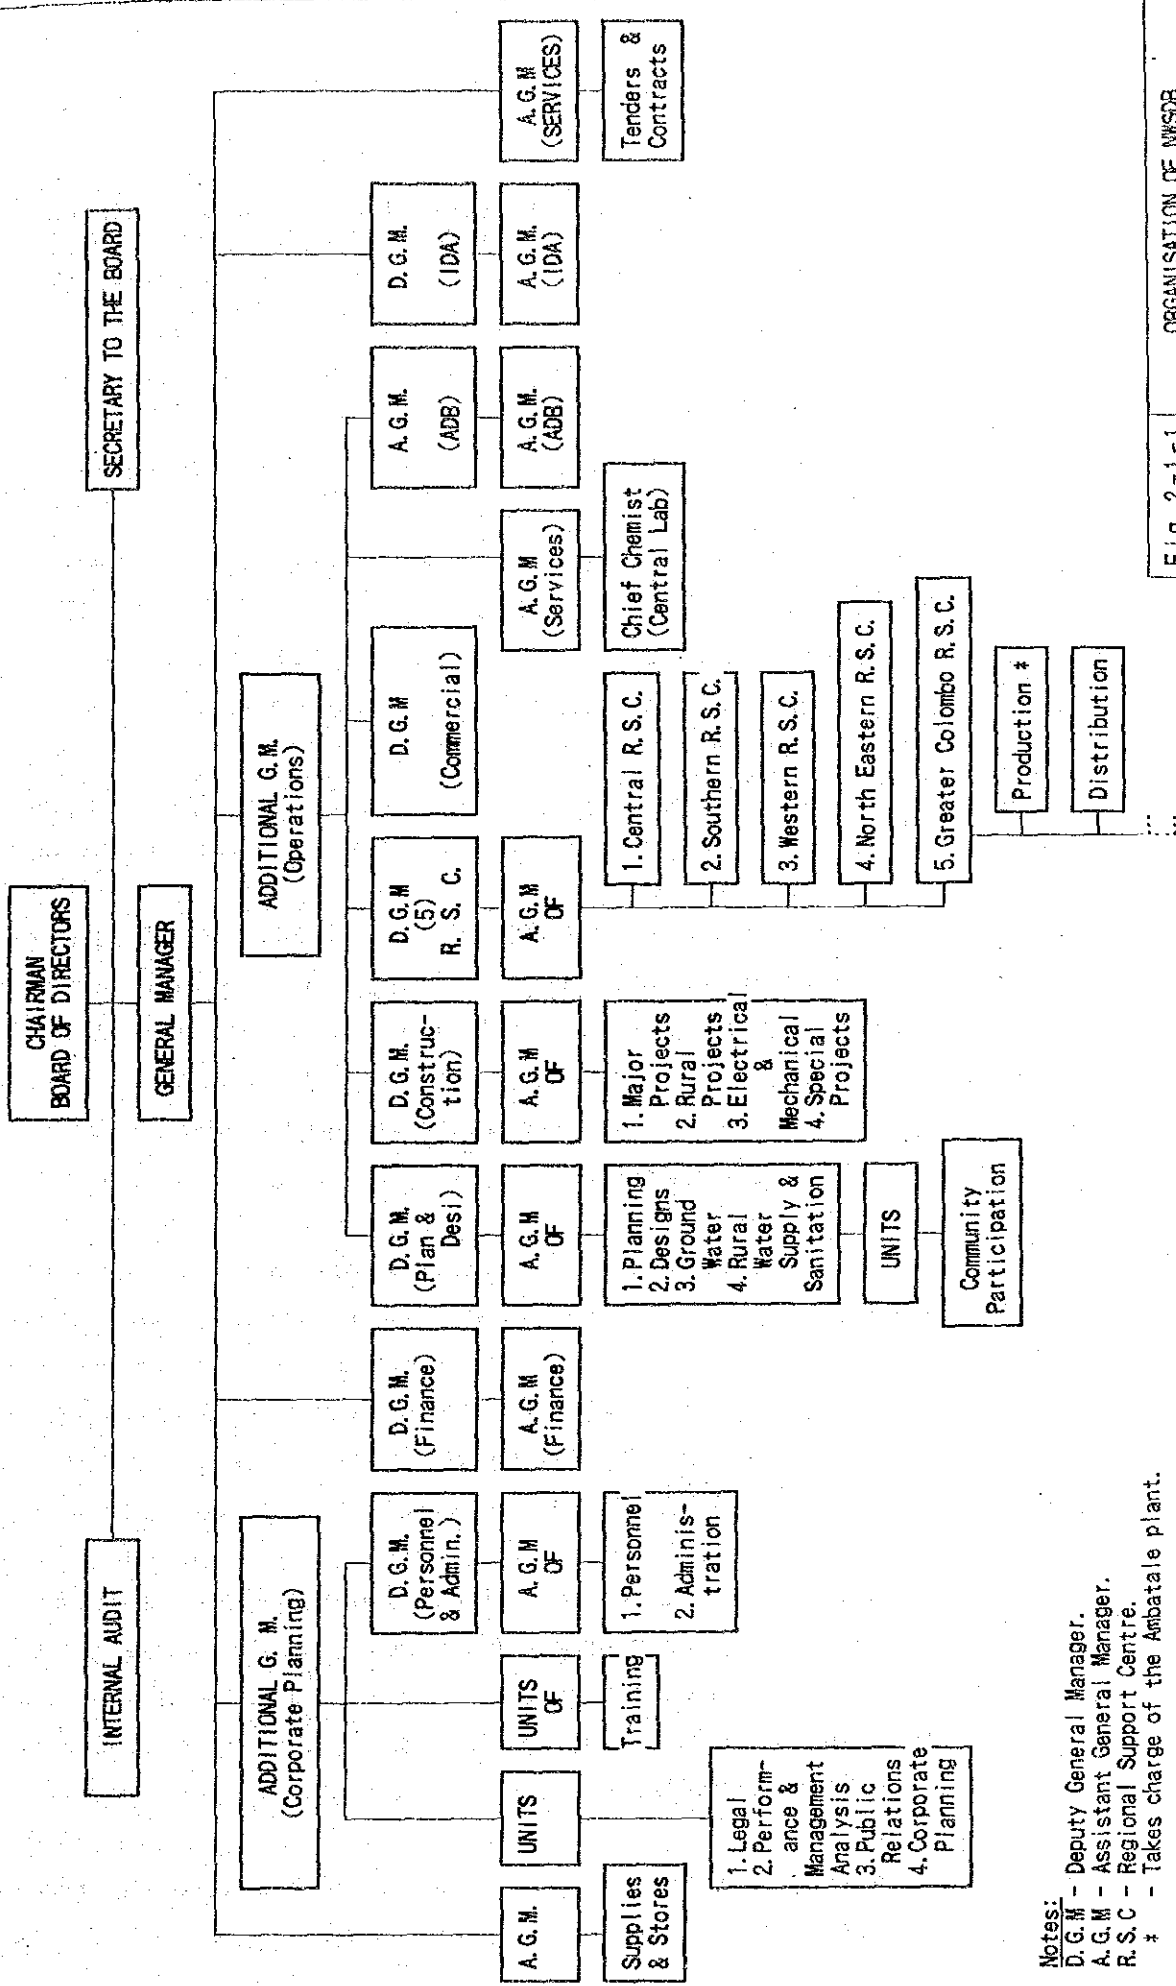 CHAIRMAN
BOARD OF DIRECTORS
INTERNAL AUDIT
SECRETARY TO THE BOARD
GENERAL MANAGER
ADDITIONAL G. M.
(Corporate Planning)
ADDITIONAL G.M.
(Operations)
D.G.M.
(Personnel
& Admin.)
D.G.M.
(Finance)
D.G.M.
(Plan &
Desi)
D.G.M.
(Construc-
tion)
D.G.M
(5)
R. S. C.
D.G.M
(Commercial)
A.G.M.
(ADB)
D.G.M.
(IDA)
A.G.M.
UNITS
UNITS
OF
A.G.M
OF
A.G.M
(Finance)
A.G.M
OF
A.G.M
OF
A.G.M
OF
A.G.M
(Services)
A.G.M.
(ADB)
A.G.M.
(IDA)
A.G.M
(SERVICES)
Supplies
& Stores
1. Legal
2. Perform-
ance &
Management
Analysis
3. Public
Relations
4. Corporate
Planning
Training
1. Personnel
2. Adminis-
tration
1. Planning
2. Designs
3. Ground
Water
4. Rural
Water
Supply &
Sanitation
UNITS
Community
Participation
1. Major
Projects
2. Rural
Projects
3. Electrical
&
Mechanical
4. Special
Projects
1. Central R.S.C.
2. Southern R.S.C.
3. Western R.S.C.
4. North Eastern R.S.C.
5. Greater Colombo R.S.C.
Production *
Distribution
Chief Chemist
(Central Lab)
Tenders &
Contracts
Notes:
D.G.M - Deputy General Manager.
A.G.M - Assistant General Manager.
R.S.C - Regional Support Centre.
* - Takes charge of the Ambatale plant.
Fig 2-1-1 ORGANISATION OF NWSDB